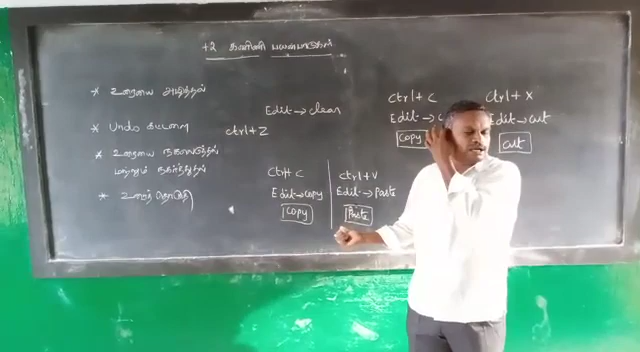 +2 கணினி பயன்பாடுகள்
* உரையை அழித்தல்
Edit → clear
* Undo கட்டளை
ctrl+Z
* உரையை நகலெடுத்தல்
மற்றும் நகர்த்துதல்
* உரைத் தொகுதி
Ctrl+ C
Edit → copy
Copy
ctrl+V
Edit → Paste
Paste
Ctrl+ C
Edit →
Copy
Ctrl+ X
Edit → cut
Cut